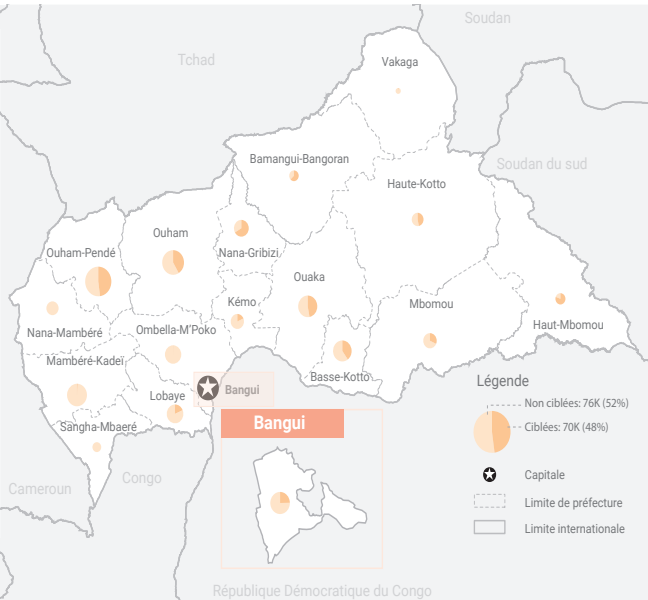 Soudan
Tchad
Vakaga
Bamangui-Bangoran
Soudan du sud
Haute-Kotto
Ouham
Ouham-Pendé
Nana-Gribizi
Ouaka
Kémo
Mbomou
Nana-Mambéré
Ombella-M'Poko
Haut-Mbomou
Mambéré-Kadeï
Basse-Kotto
Lobaye
Bangui
Sangha-Mbaeré
Légende
Non ciblées: 76K (52%)
Ciblées: 70K (48%)
Bangui
Capitale
Congo
Cameroun
Limite de préfecture
Limite internationale
République Démocratique du Congo